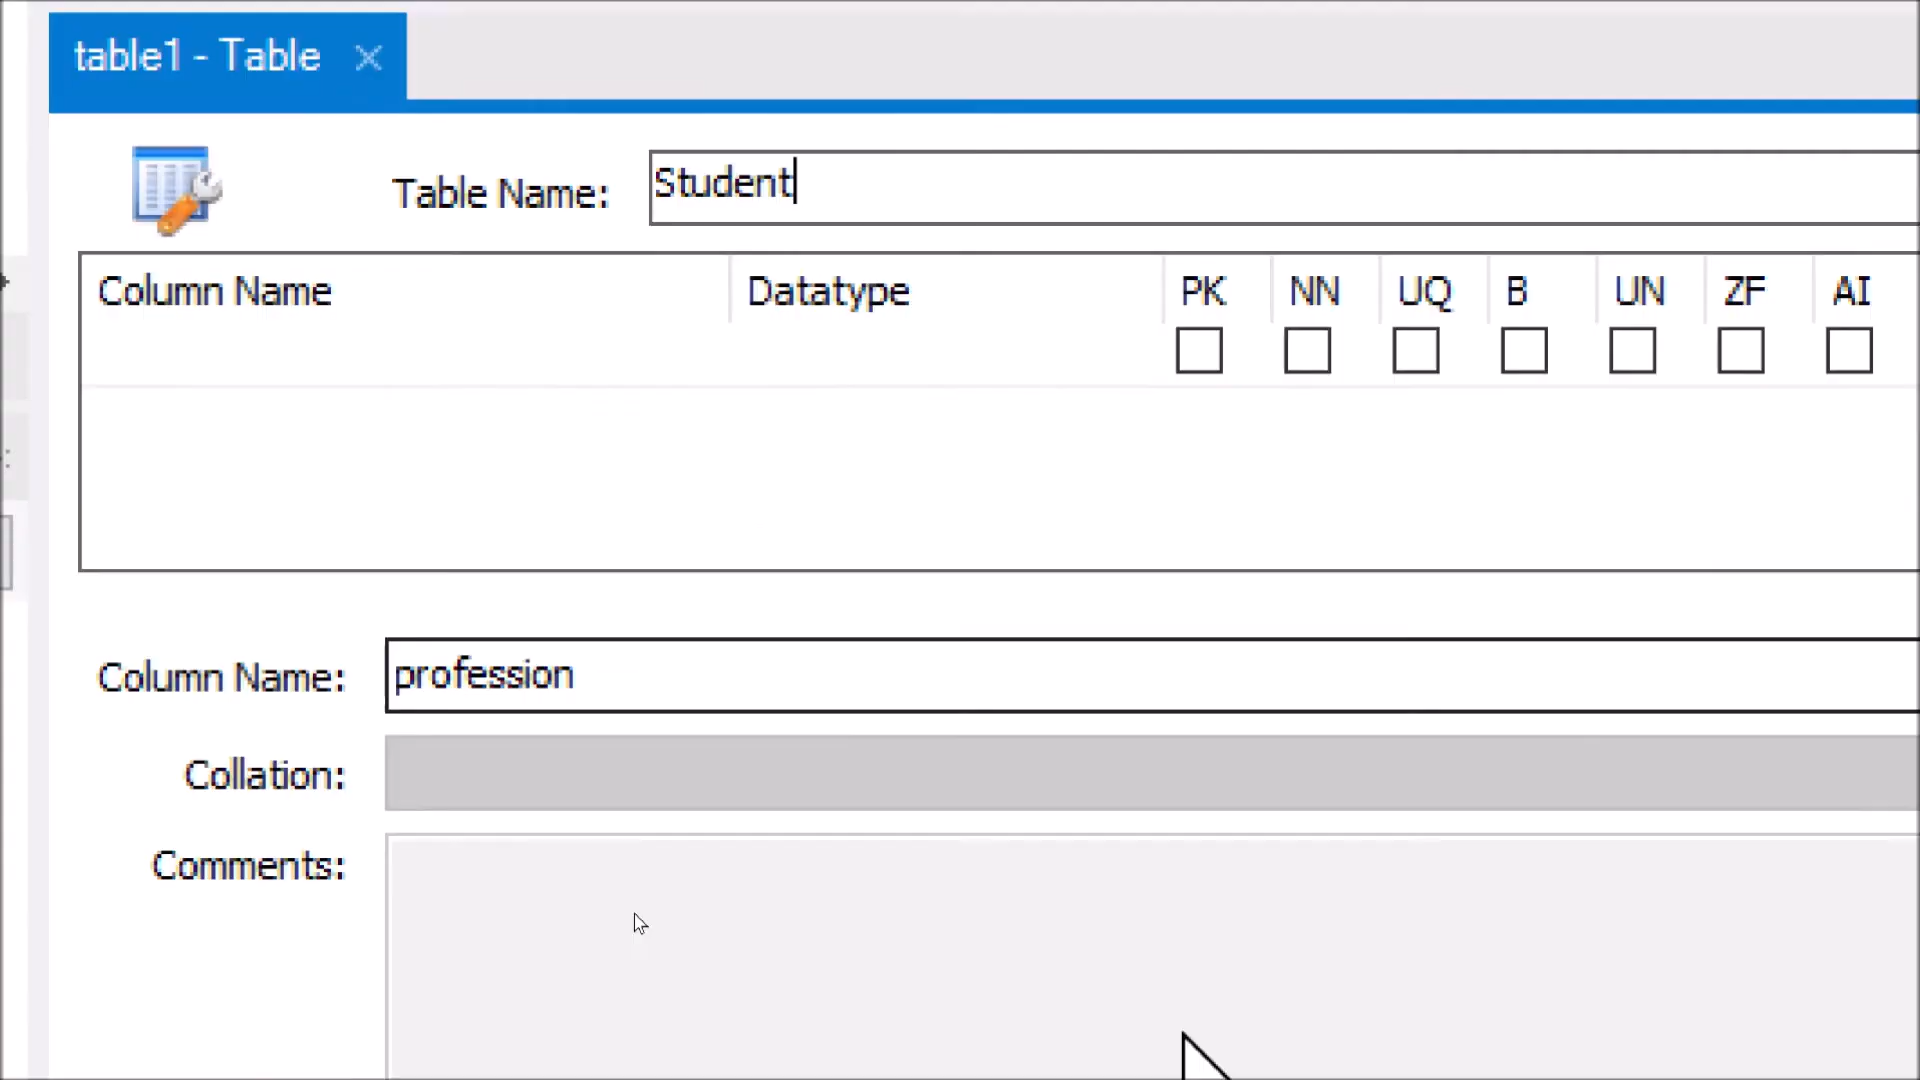 table1 - Table
Table Name: Student
Column Name Datatype PK NN UQ B UN ZF AI
Column Name: profession
Collation:
Comments: